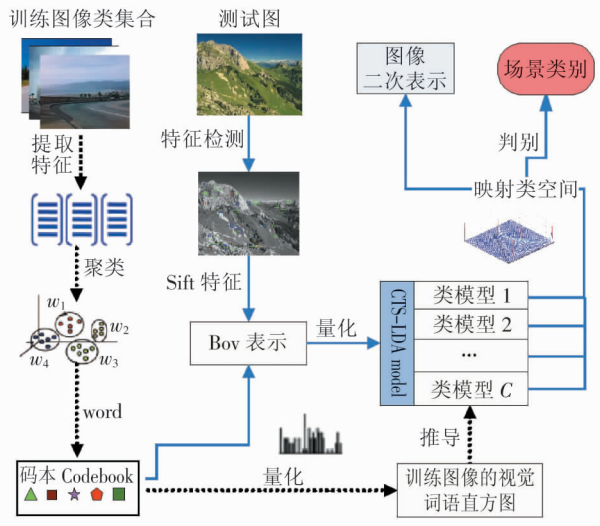 训练图像类集合
测试图
图像
二次表示
场景类别
提取
特征
特征检测
判别
映射类空间
聚类
Sift 特征
w1
w2
w3
w4
Bov 表示
量化
CTS-LDA model
类模型 1
类模型 2
...
类模型 C
word
推导
码本 Codebook
量化
训练图像的视觉
词语直方图